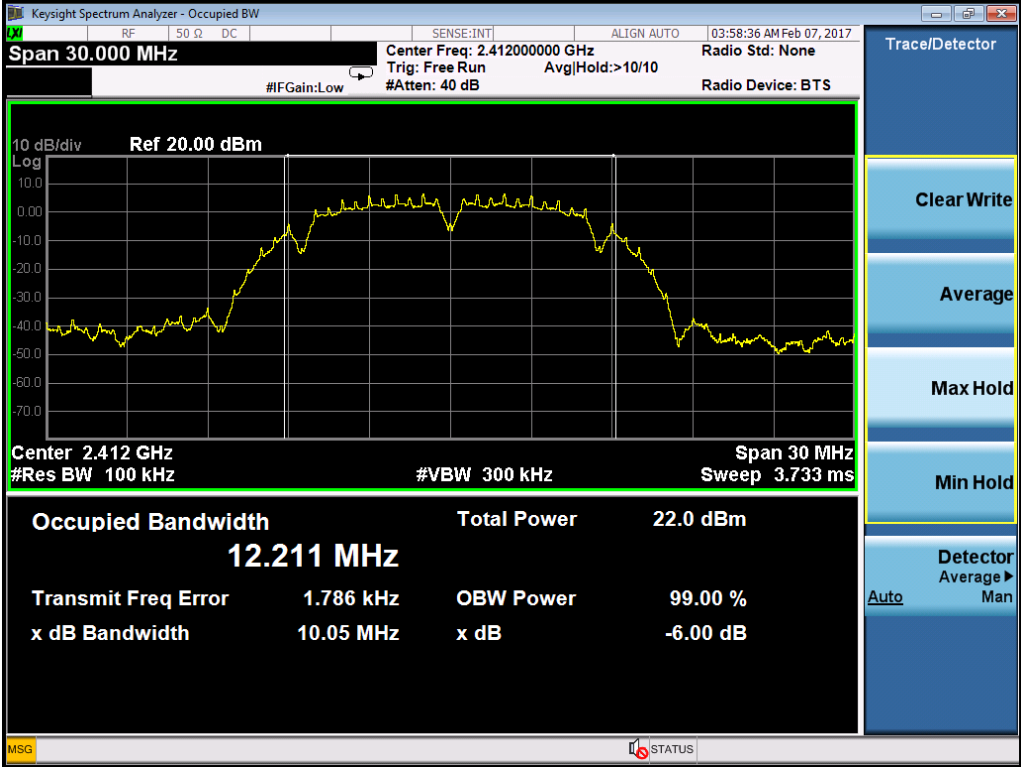 Keysight Spectrum Analyzer - Occupied BW
LXI RF 50 Ω DC SENSE:INT ALIGN AUTO 03:58:36 AM Feb 07, 2017
Span 30.000 MHz
Center Freq: 2.412000000 GHz Radio Std: None
Trig: Free Run Avg|Hold:>10/10
#IFGain:Low #Atten: 40 dB Radio Device: BTS
10 dB/div Ref 20.00 dBm
Log
10.0
0.00
-10.0
-20.0
-30.0
-40.0
-50.0
-60.0
-70.0
Center 2.412 GHz Span 30 MHz
#Res BW 100 kHz #VBW 300 kHz Sweep 3.733 ms
Occupied Bandwidth Total Power 22.0 dBm
12.211 MHz
Transmit Freq Error 1.786 kHz OBW Power 99.00 %
x dB Bandwidth 10.05 MHz x dB -6.00 dB
MSG STATUS
Trace/Detector
Clear Write
Average
Max Hold
Min Hold
Detector
Average
Auto Man